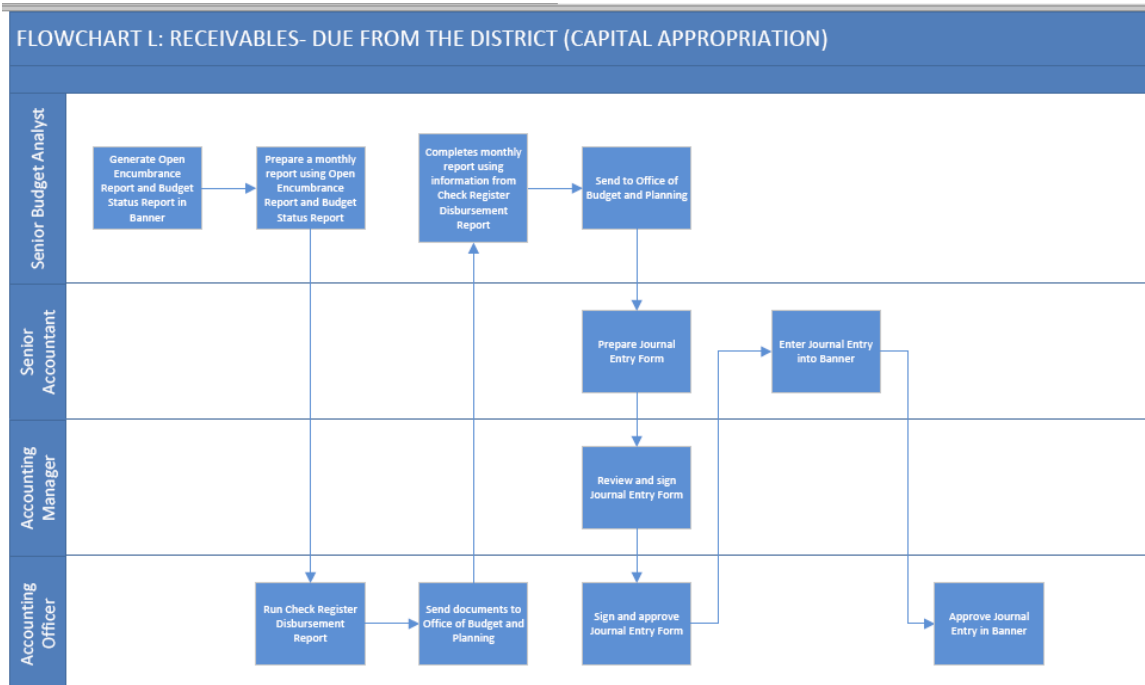 FLOWCHART L: RECEIVABLES- DUE FROM THE DISTRICT (CAPITAL APPROPRIATION)
Senior Budget Analyst
Generate Open
Encumbrance
Report and Budget
Status Report in
Banner
Prepare a monthly
report using Open
Encumbrance
Report and Budget
Status Report
Completes monthly
report using
information from
Check Register
Disbursement
Report
Send to Office of
Budget and Planning
Senior
Accountant
Prepare Journal
Entry Form
Enter Journal Entry
into Banner
Accounting
Manager
Review and sign
Journal Entry Form
Accounting
Officer
Run Check Register
Disbursement
Report
Send documents to
Office of Budget and
Planning
Sign and approve
Journal Entry Form
Approve Journal
Entry in Banner